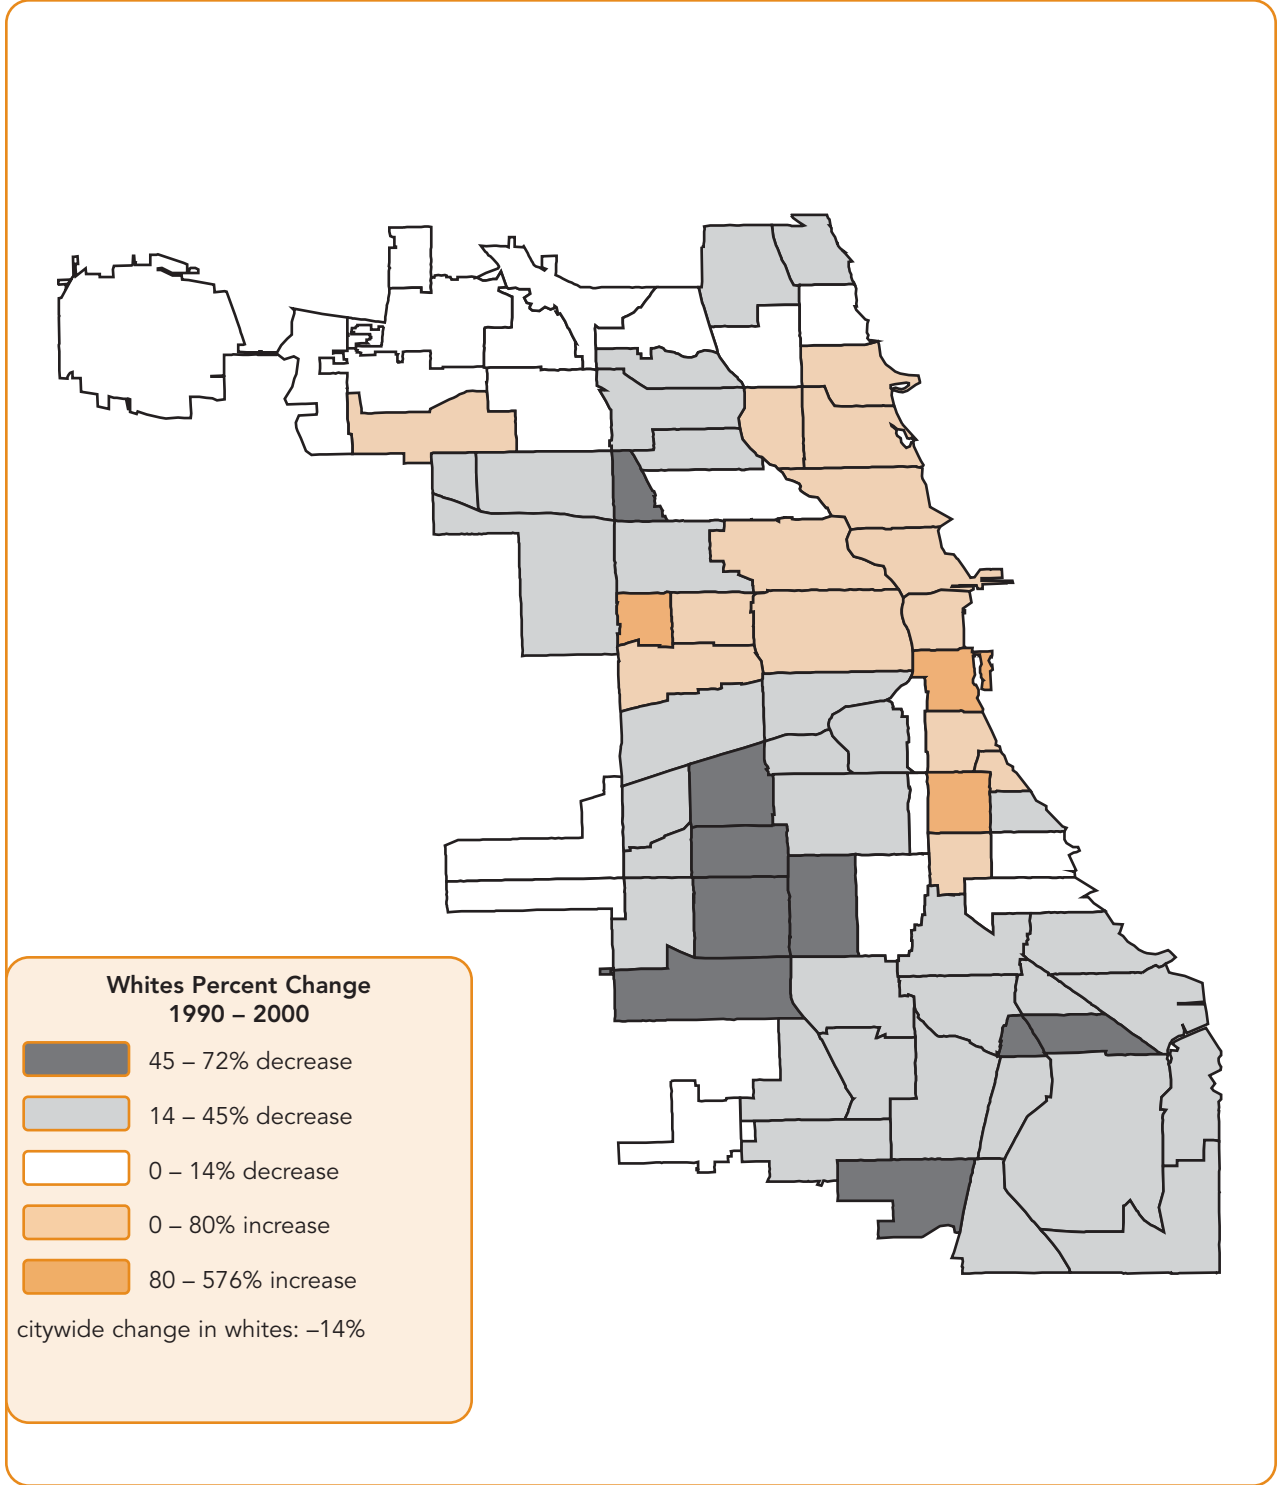 Whites Percent Change
1990 – 2000
45 – 72% decrease
14 – 45% decrease
0 – 14% decrease
0 – 80% increase
80 – 576% increase
citywide change in whites: –14%